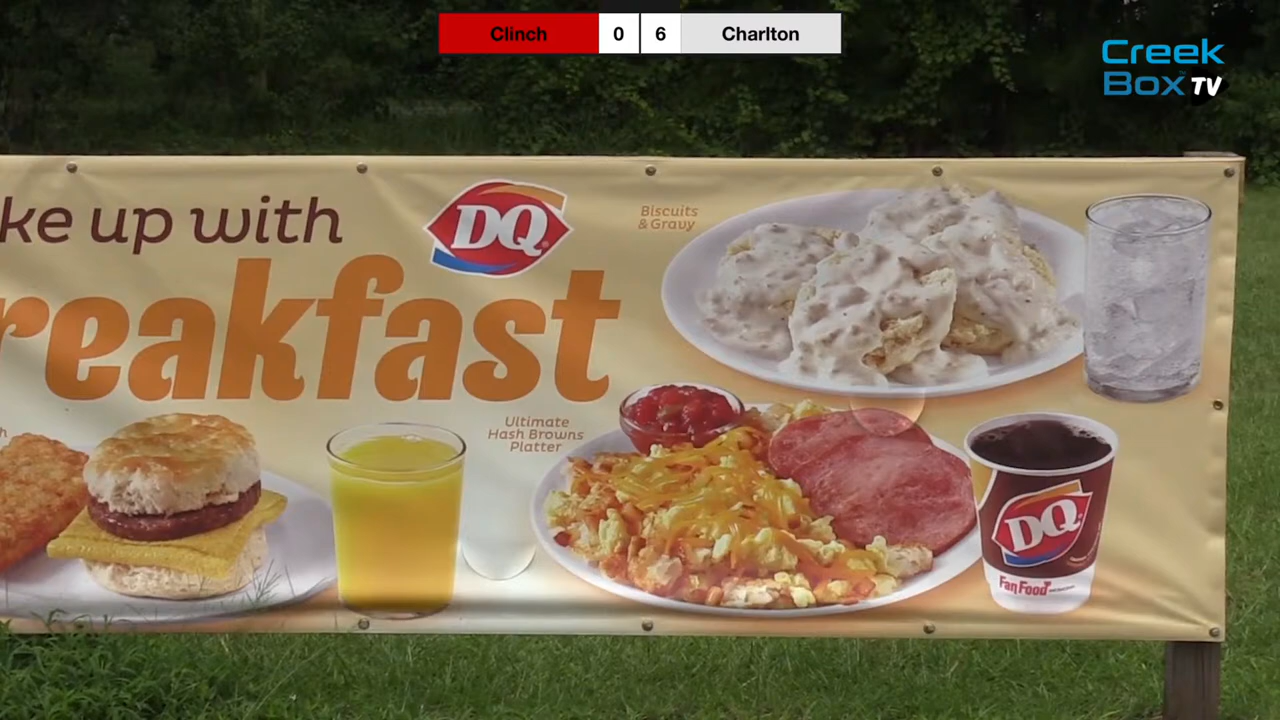 Clinch 0 6 Charlton
Creek
Box TV
ke up with
DQ
reakfast
Biscuits
& Gravy
Ultimate
Hash Browns
Platter
h
DQ
Fan Food